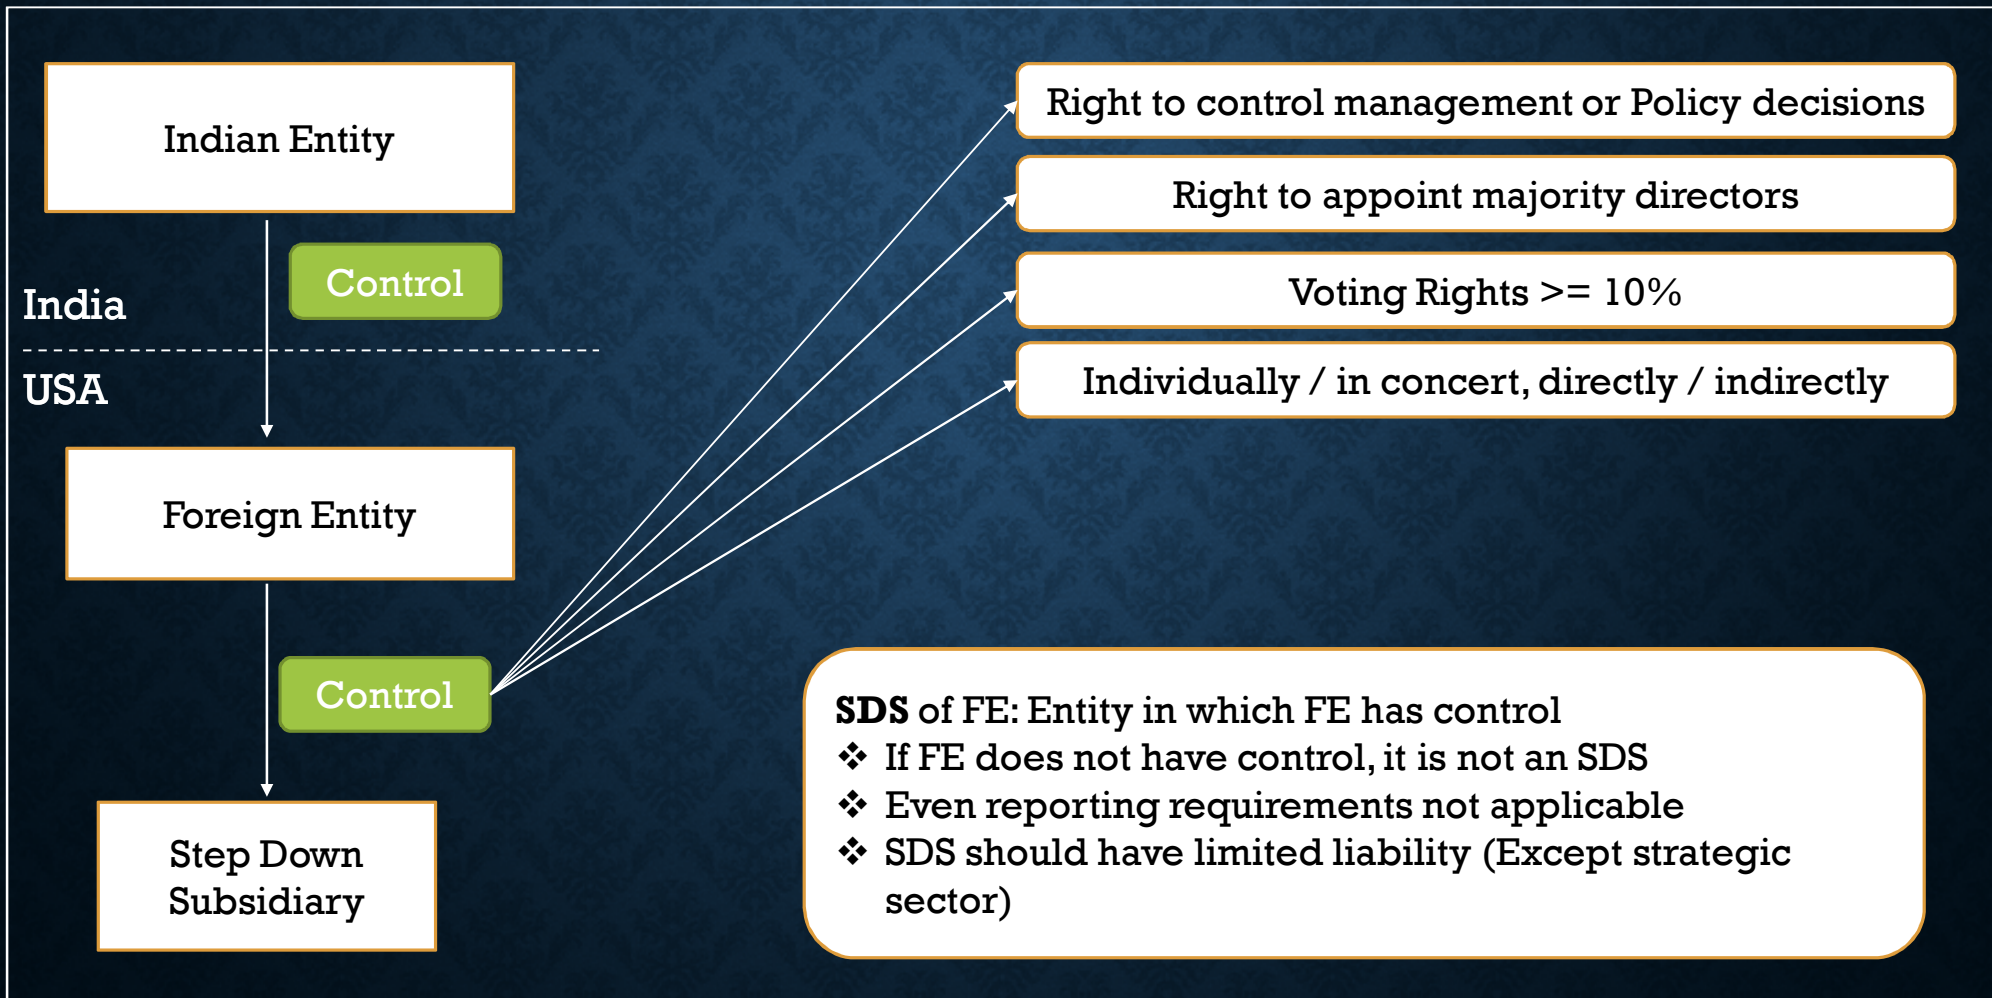 Indian Entity
Control
India
USA
Foreign Entity
Control
Step Down
Subsidiary
Right to control management or Policy decisions
Right to appoint majority directors
Voting Rights >= 10%
Individually / in concert, directly / indirectly
SDS of FE: Entity in which FE has control
❖ If FE does not have control, it is not an SDS
❖ Even reporting requirements not applicable
❖ SDS should have limited liability (Except strategic
sector)